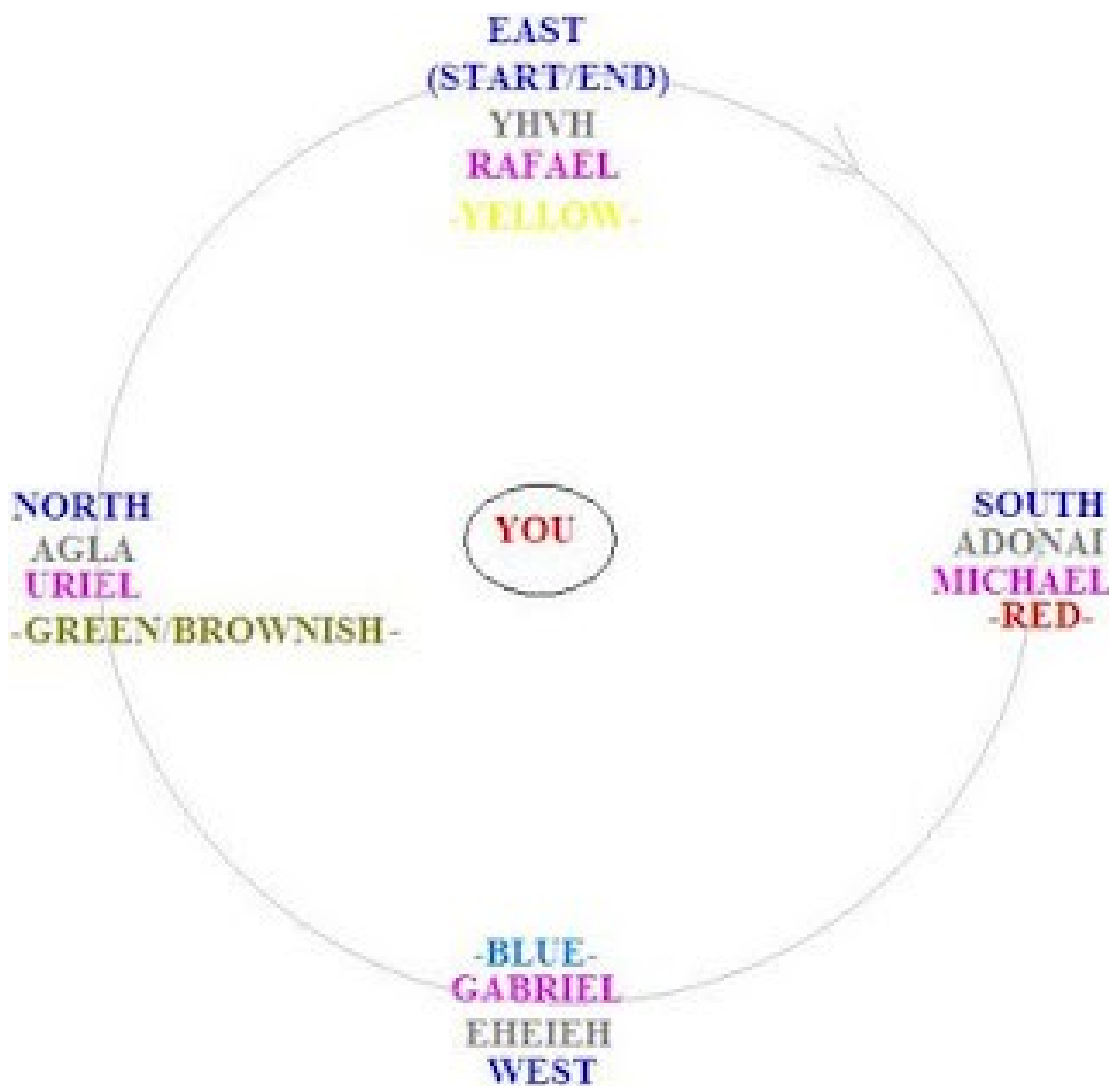 EAST
(START/END)
YHVH
RAFAEL
-YELLOW-
NORTH
AGLA
URIEL
-GREEN/BROWNISH-
YOU
SOUTH
ADONAI
MICHAEL
-RED-
-BLUE-
GABRIEL
EHEIEH
WEST